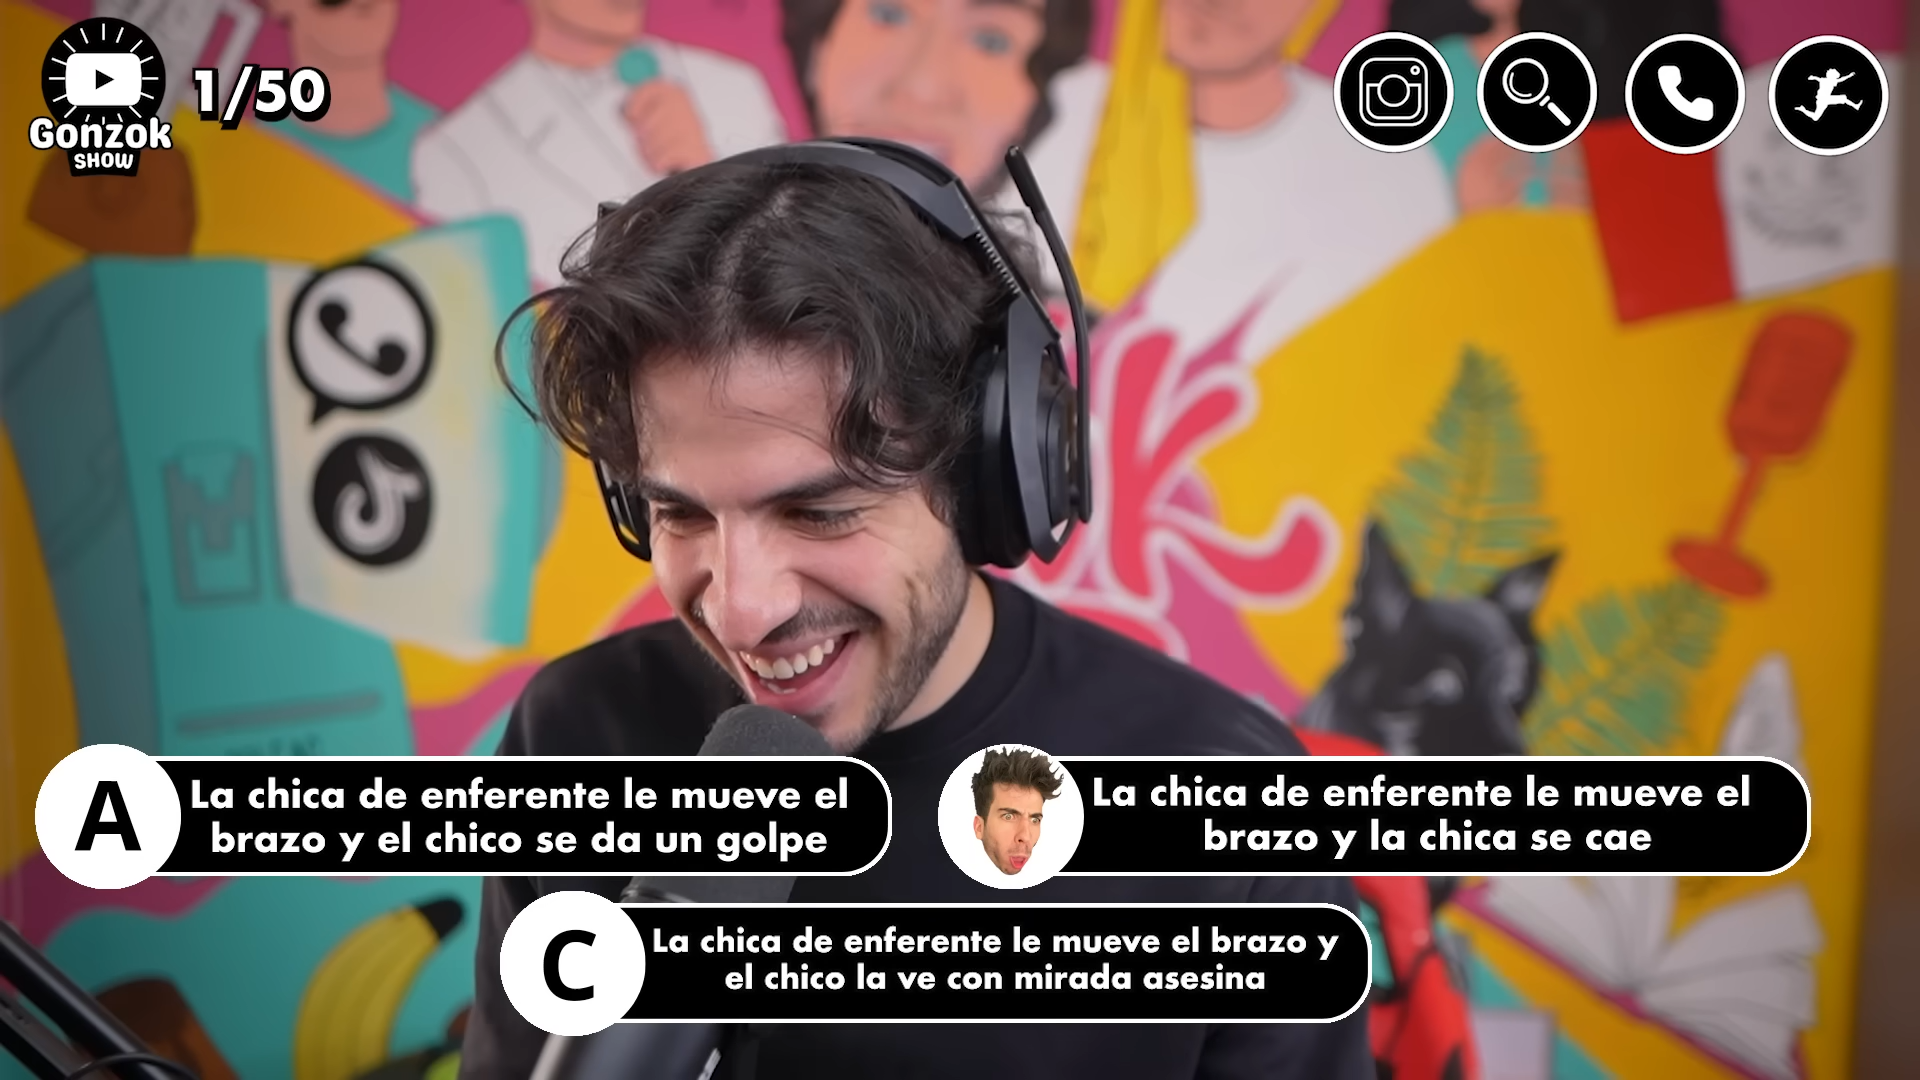 Gonzok
SHOW
1/50
A
La chica de enferente le mueve el
brazo y el chico se da un golpe
La chica de enferente le mueve el
brazo y la chica se cae
C
La chica de enferente le mueve el brazo y
el chico la ve con mirada asesina